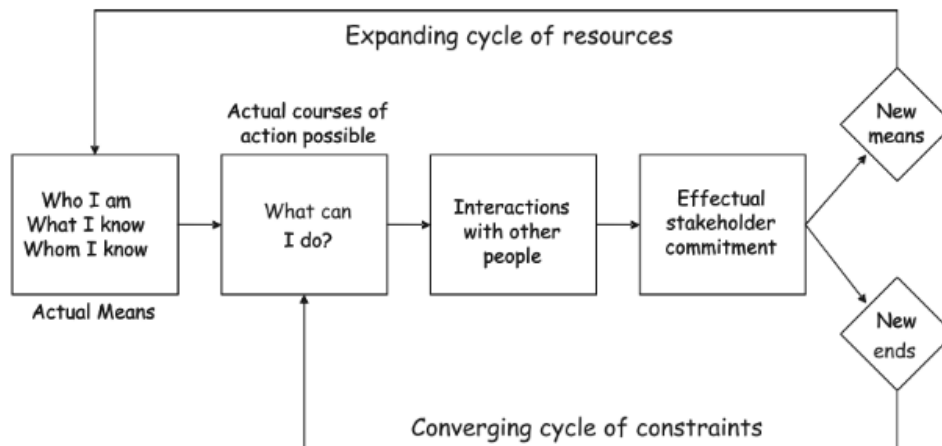 Expanding cycle of resources
Actual courses of
action possible
New
means
Who I am
What I know
Whom I know
What can
I do?
Interactions
with other
people
Effectual
stakeholder
commitment
Actual Means
New
ends
Converging cycle of constraints